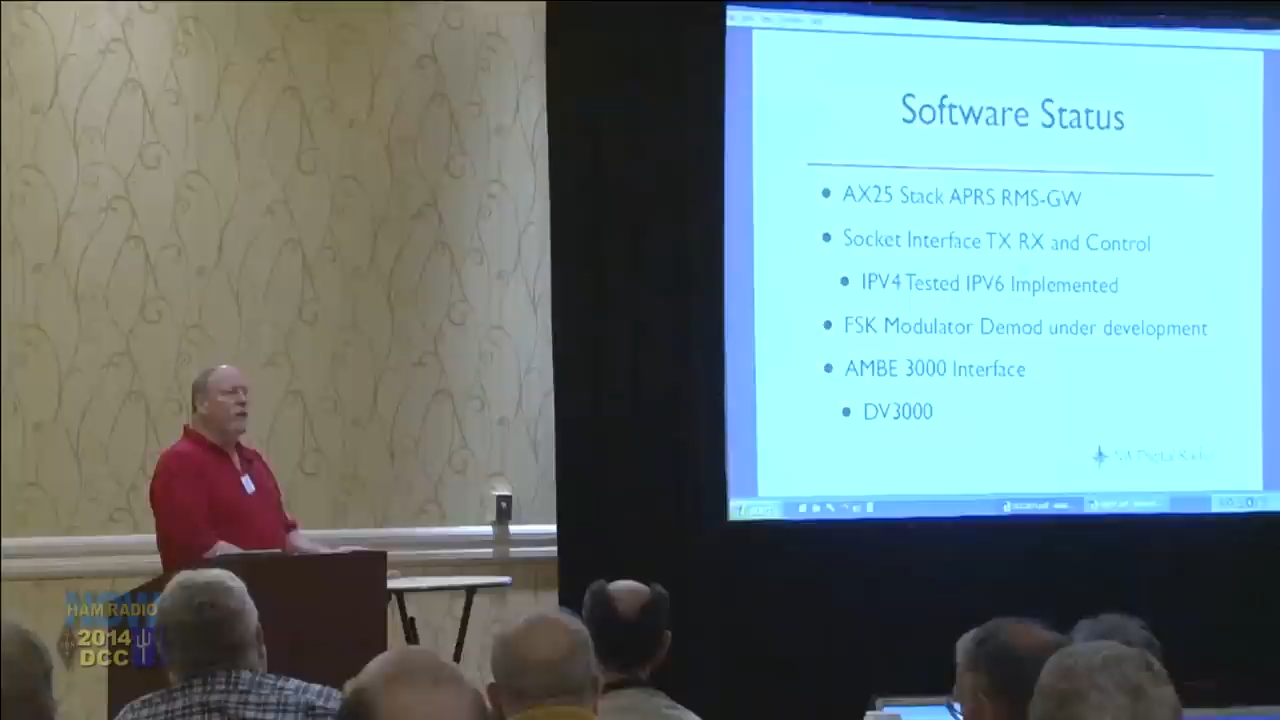 Software Status
AX25 Stack APRS RMS-GW
Socket Interface TX RX and Control
IPV4 Tested IPV6 Implemented
FSK Modulator Demod under development
AMBE 3000 Interface
DV3000
HAM RADIO
NOW
2014
DCC